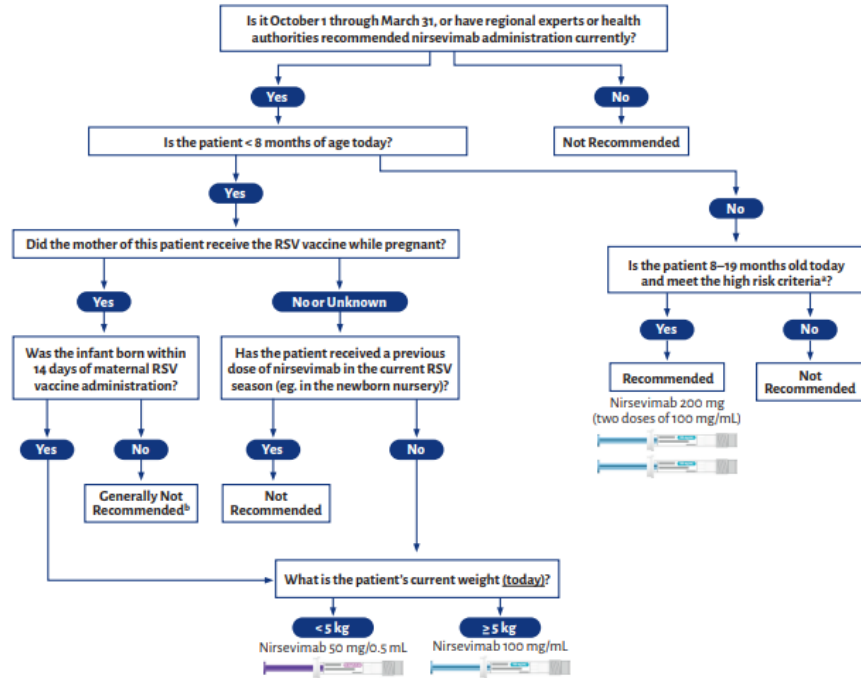 Is it October 1 through March 31, or have regional experts or health
authorities recommended nirsevimab administration currently?
Yes
No
Is the patient < 8 months of age today?
Not Recommended
Yes
No
Did the mother of this patient receive the RSV vaccine while pregnant?
Is the patient 8–19 months old today
and meet the high risk criteriaᵃ?
Yes
No or Unknown
Yes
No
Was the infant born within
14 days of maternal RSV
vaccine administration?
Has the patient received a previous
dose of nirsevimab in the current RSV
season (eg. in the newborn nursery)?
Recommended
Not
Recommended
Nirsevimab 200 mg
(two doses of 100 mg/mL)
Yes
No
Yes
No
Generally Not
Recommendedᵇ
Not
Recommended
What is the patient's current weight (today)?
< 5 kg
≥ 5 kg
Nirsevimab 50 mg/0.5 mL
Nirsevimab 100 mg/mL